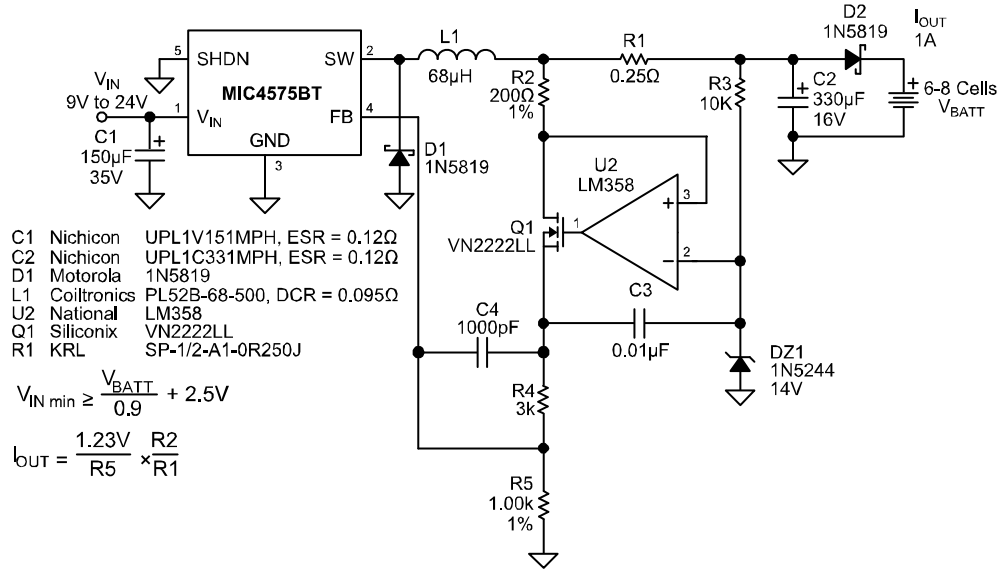 5
SHDN
SW
2
L1
68µH
R1
0.25Ω
D2
1N5819
I_OUT
1A
V_IN
9V to 24V
1
V_IN
MIC4575BT
FB
4
GND
3
C1
150µF
35V
+
D1
1N5819
R2
200Ω
1%
R3
10K
+
C2
330µF
16V
+
6-8 Cells
V_BATT
U2
LM358
+
3
−
2
1
Q1
VN2222LL
C1 Nichicon UPL1V151MPH, ESR = 0.12Ω
C2 Nichicon UPL1C331MPH, ESR = 0.12Ω
D1 Motorola 1N5819
L1 Coiltronics PL52B-68-500, DCR = 0.095Ω
U2 National LM358
Q1 Siliconix VN2222LL
R1 KRL SP-1/2-A1-0R250J
C4
1000pF
C3
0.01µF
DZ1
1N5244
14V
R4
3k
R5
1.00k
1%
V_IN min ≥ V_BATT / 0.9 + 2.5V
I_OUT = 1.23V / R5 × R2 / R1